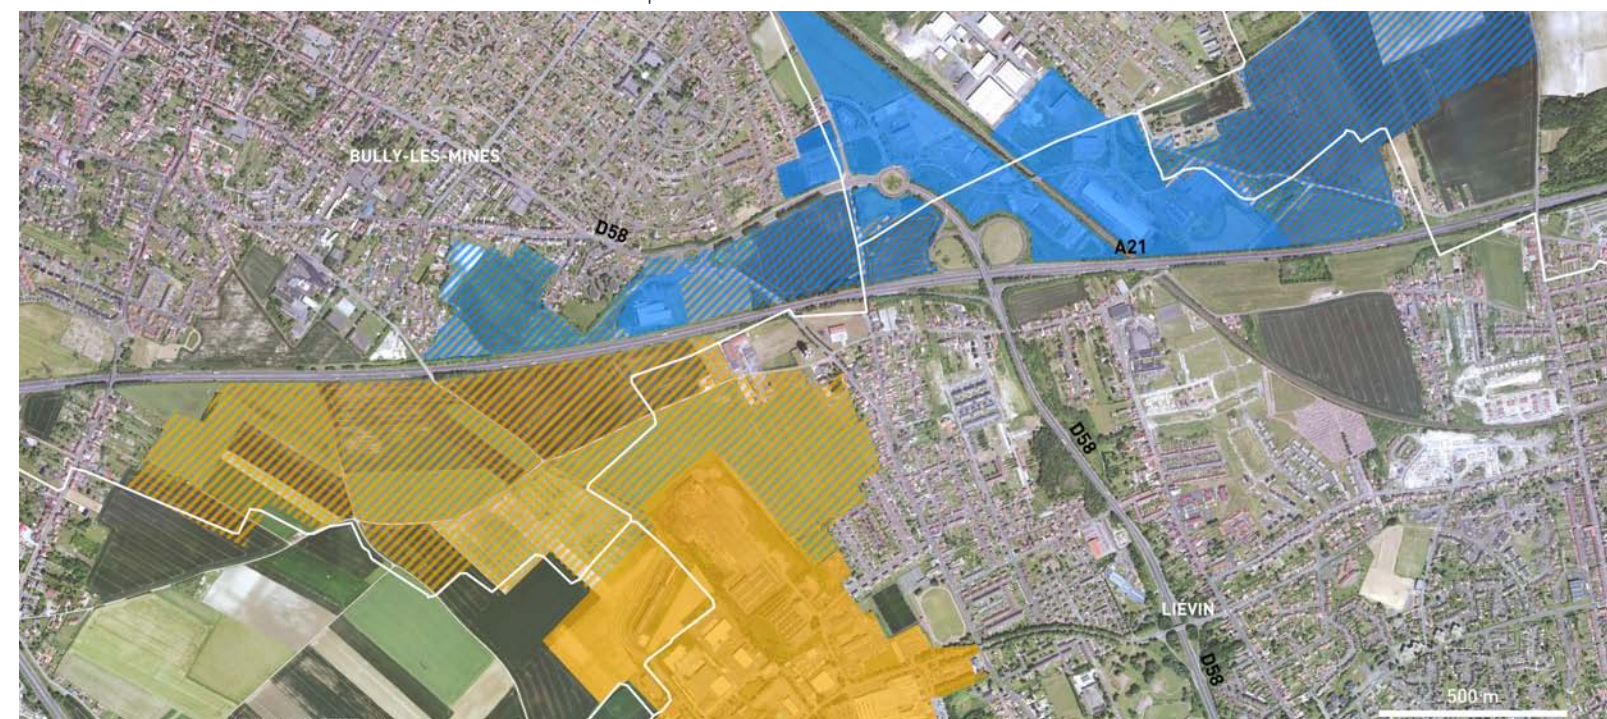 BULLY-LES-MINES
D58
A21
D58
LIEVIN
D58
500 m